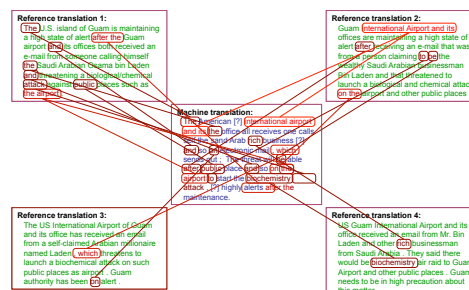 Reference translation 1:
The U.S. island of Guam is maintaining
a high state of alert after the Guam
airport and its offices both received an
e-mail from someone calling himself
the Saudi Arabian Osama bin Laden
and threatening a biological/chemical
attack against public places such as
the airport.
Reference translation 2:
Guam International Airport and its
offices are maintaining a high state of
alert after receiving an e-mail that was
from a person claiming to be the
wealthy Saudi Arabian businessman
Bin Laden and that threatened to
launch a biological and chemical attack
on the airport and other public places
Machine translation:
The American [?] international airport
and its the office all receives one calls
self the sand Arab rich business [?]
and so on electronic mail , which
sends out ; The threat will be able
after public place and so on the
airport to start the biochemistry
attack , [?] highly alerts after the
maintenance.
Reference translation 3:
The US International Airport of Guam
and its office has received an email
from a self-claimed Arabian millionaire
named Laden , which threatens to
launch a biochemical attack on such
public places as airport . Guam
authority has been on alert .
Reference translation 4:
US Guam International Airport and its
office received an email from Mr. Bin
Laden and other rich businessman
from Saudi Arabia . They said there
would be biochemistry air raid to Guam
Airport and other public places . Guam
needs to be in high precaution about
this matter